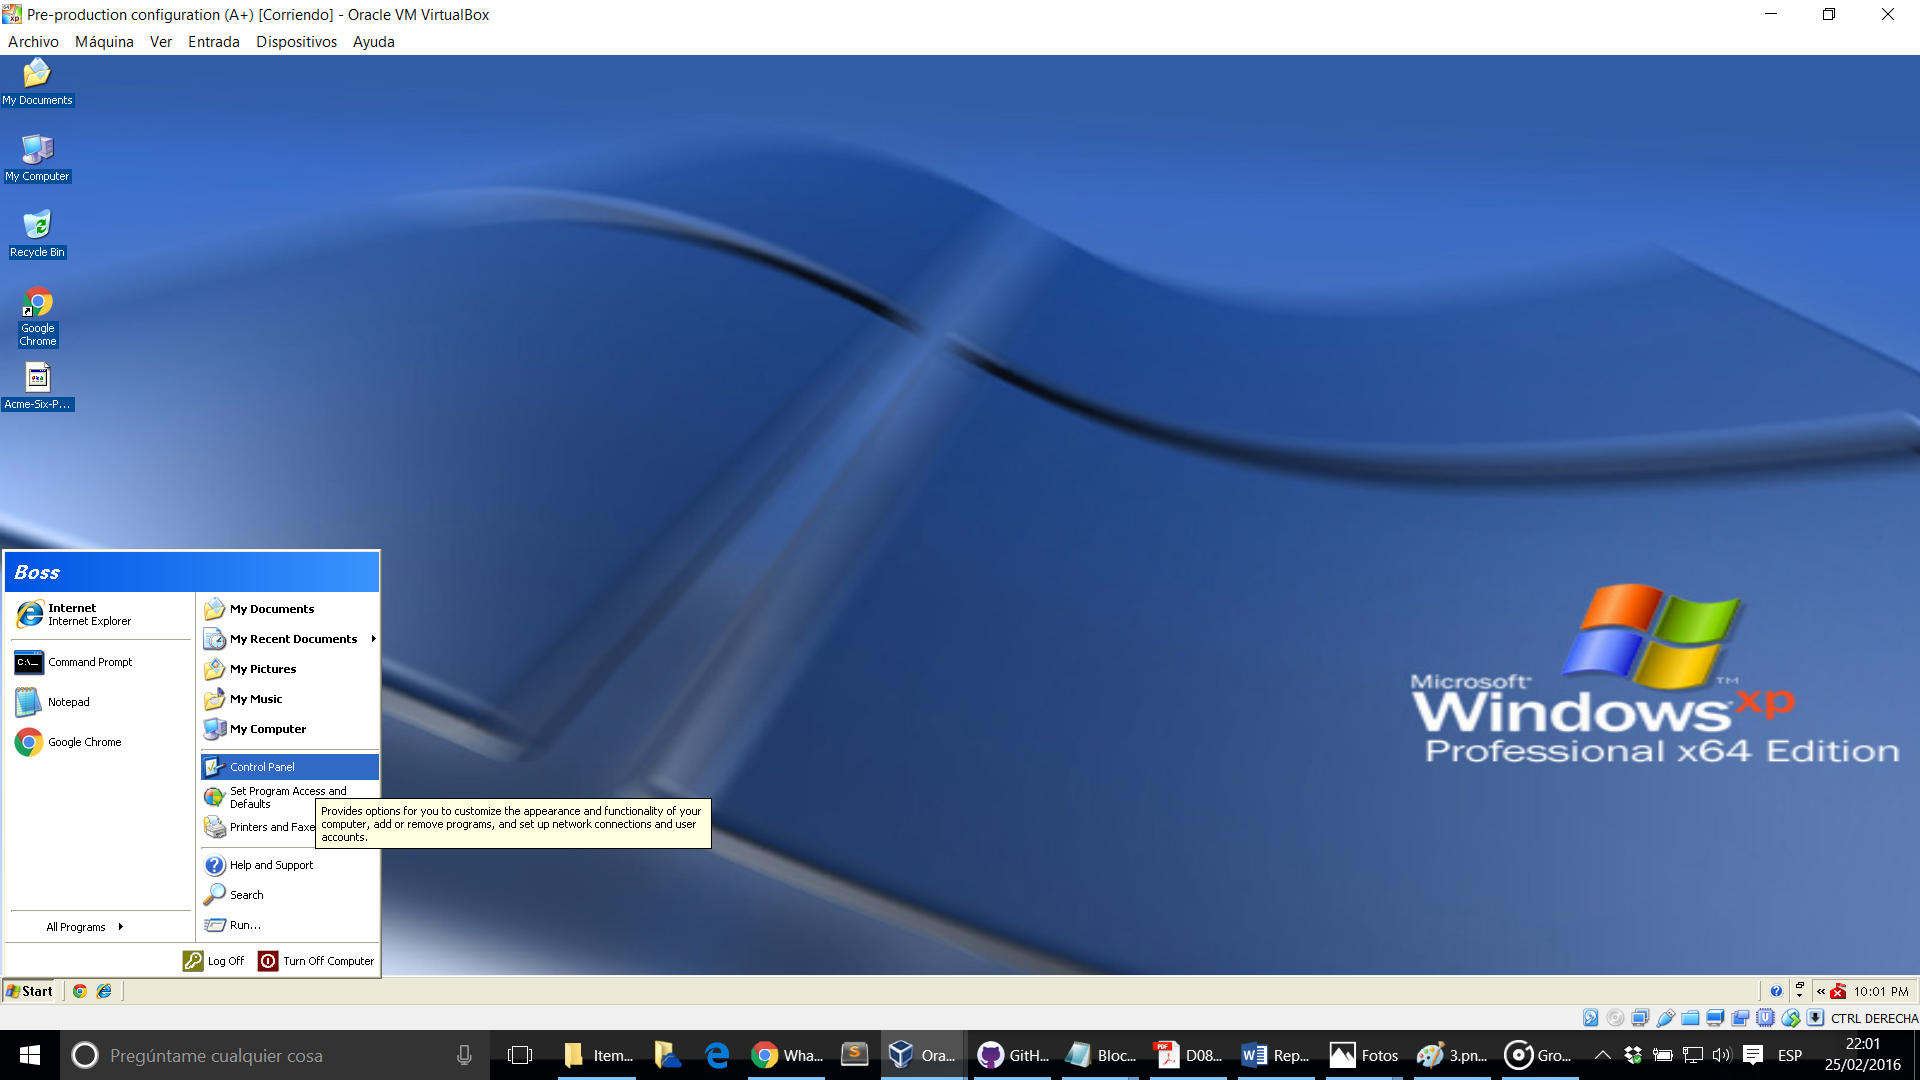 Pre-production configuration (A+) [Corriendo] - Oracle VM VirtualBox
Archivo Máquina Ver Entrada Dispositivos Ayuda
My Documents
My Computer
Recycle Bin
Google
Chrome
Acme-Six-P...
Microsoft®
Windows xp ™
Professional x64 Edition
Boss
Internet
Internet Explorer
Command Prompt
Notepad
Google Chrome
All Programs
My Documents
My Recent Documents
My Pictures
My Music
My Computer
Control Panel
Set Program Access and
Defaults
Printers and Faxe
Provides options for you to customize the appearance and functionality of your
computer, add or remove programs, and set up network connections and user
accounts.
Help and Support
Search
Run...
Log Off Turn Off Computer
Start
10:01 PM
CTRL DERECHA
Pregúntame cualquier cosa
Item...
Wha...
Ora...
GitH...
Bloc...
D08...
Rep...
Fotos
3.pn...
Gro...
ESP
22:01
25/02/2016